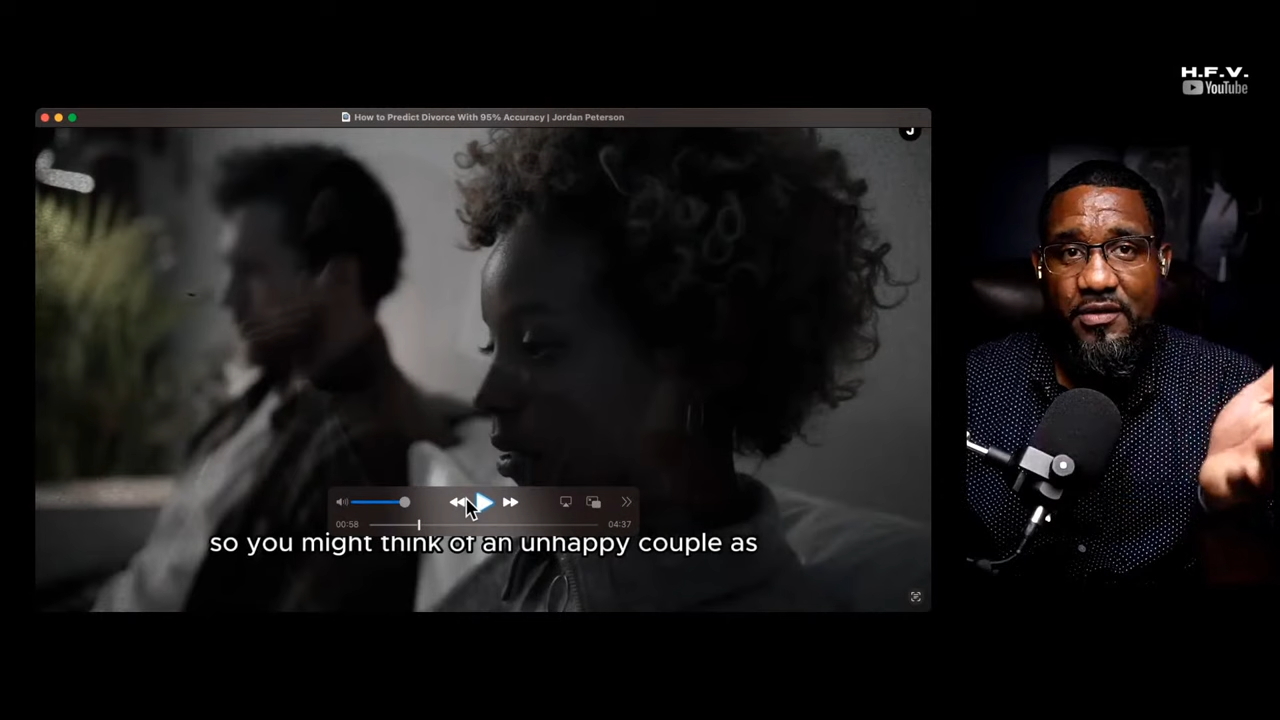 H.F.V.
YouTube
How to Predict Divorce With 95% Accuracy | Jordan Peterson
J
00:58
04:37
so you might think of an unhappy couple as